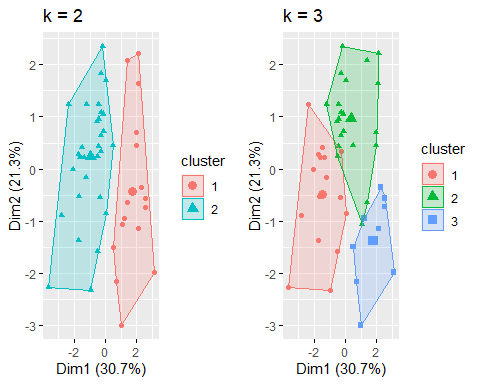 k = 2
2
1
0
-1
-2
-3
Dim2 (21.3%)
-2
0
2
Dim1 (30.7%)
cluster
1
2
k = 3
2
1
0
-1
-2
-3
Dim2 (21.3%)
-2
0
2
Dim1 (30.7%)
cluster
1
2
3